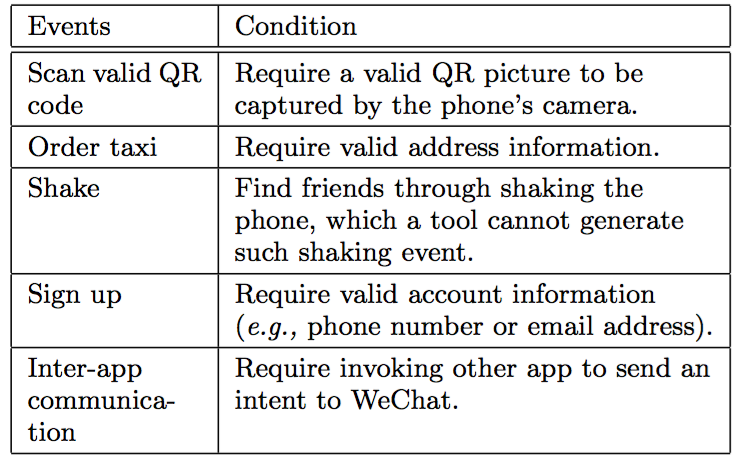 Events Condition
Scan valid QR Require a valid QR picture to be
code captured by the phone's camera.
Order taxi Require valid address information.
Shake Find friends through shaking the
phone, which a tool cannot generate
such shaking event.
Sign up Require valid account information
(e.g., phone number or email address).
Inter-app Require invoking other app to send an
communica- intent to WeChat.
tion